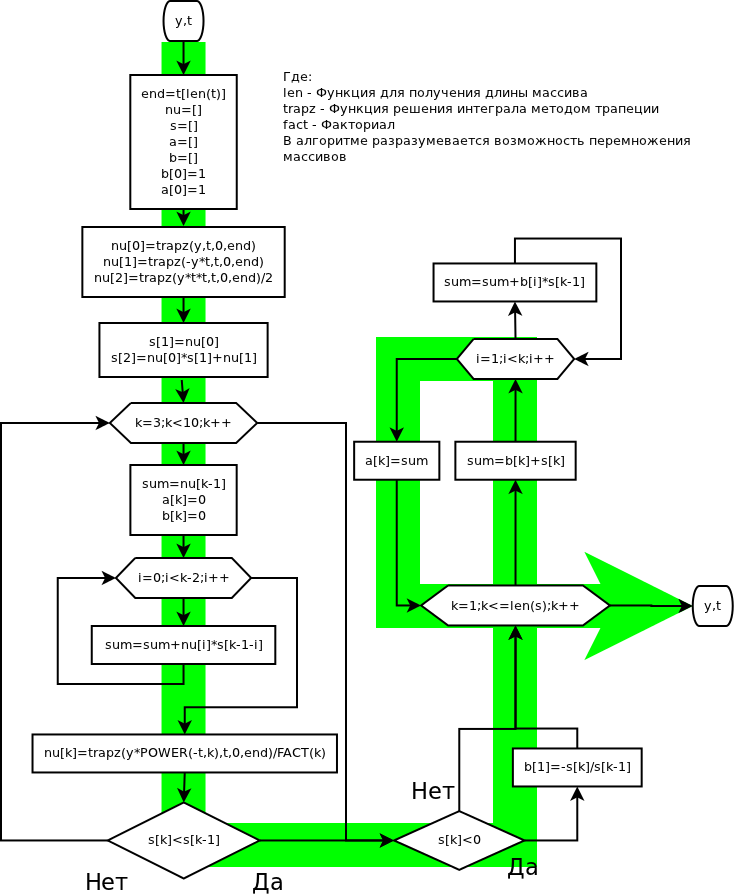 y,t
Где:
len - Функция для получения длины массива
trapz - Функция решения интеграла методом трапеции
fact - Факториал
В алгоритме разразумевается возможность перемножения
массивов
end=t[len(t)]
nu=[]
s=[]
a=[]
b=[]
b[0]=1
a[0]=1
nu[0]=trapz(y,t,0,end)
nu[1]=trapz(-y*t,t,0,end)
nu[2]=trapz(y*t*t,t,0,end)/2
s[1]=nu[0]
s[2]=nu[0]*s[1]+nu[1]
k=3;k<10;k++
sum=nu[k-1]
a[k]=0
b[k]=0
i=0;i<k-2;i++
sum=sum+nu[i]*s[k-1-i]
nu[k]=trapz(y*POWER(-t,k),t,0,end)/FACT(k)
s[k]<s[k-1]
Нет
Да
s[k]<0
Нет
Да
b[1]=-s[k]/s[k-1]
k=1;k<=len(s);k++
sum=b[k]+s[k]
i=1;i<k;i++
sum=sum+b[i]*s[k-1]
a[k]=sum
y,t